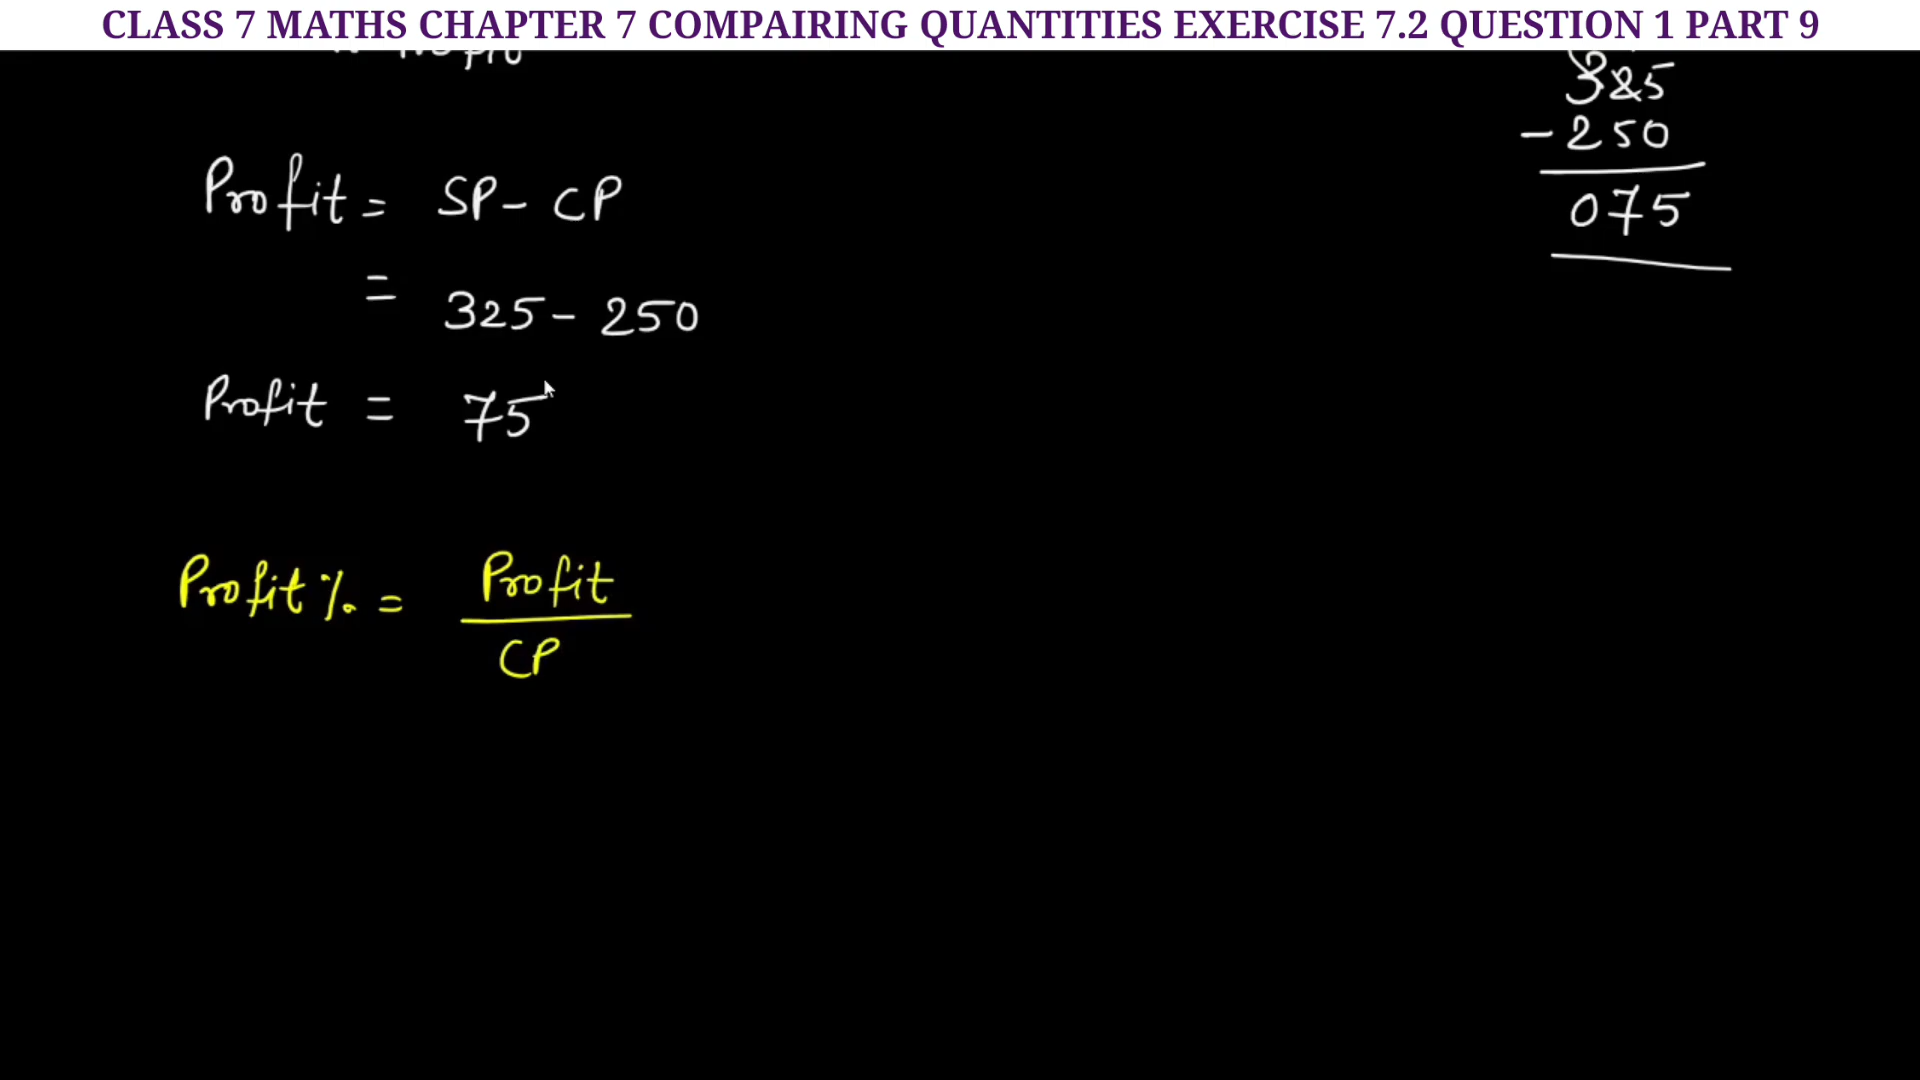 CLASS 7 MATHS CHAPTER 7 COMPAIRING QUANTITIES EXERCISE 7.2 QUESTION 1 PART 9
325
- 250
075
Profit = SP - CP
= 325 - 250
Profit = 75
Profit % = Profit
CP